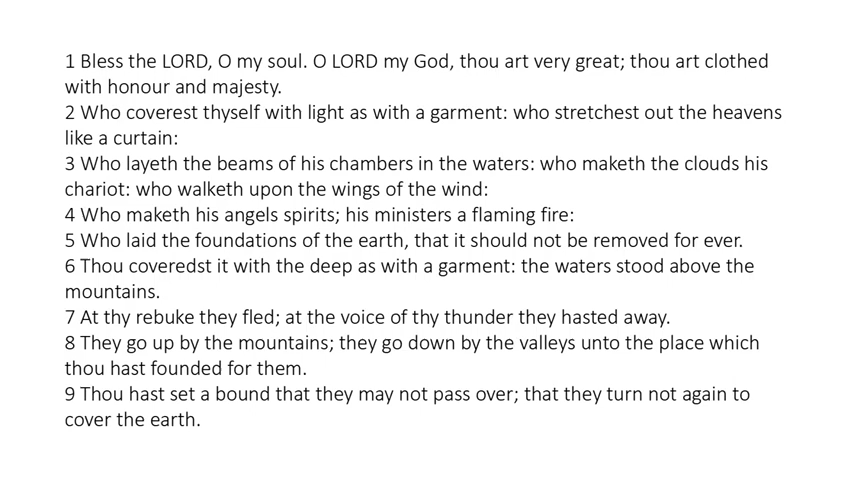 1 Bless the LORD, O my soul. O LORD my God, thou art very great; thou art clothed
with honour and majesty.
2 Who coverest thyself with light as with a garment: who stretchest out the heavens
like a curtain:
3 Who layeth the beams of his chambers in the waters: who maketh the clouds his
chariot: who walketh upon the wings of the wind:
4 Who maketh his angels spirits; his ministers a flaming fire:
5 Who laid the foundations of the earth, that it should not be removed for ever.
6 Thou coveredst it with the deep as with a garment: the waters stood above the
mountains.
7 At thy rebuke they fled; at the voice of thy thunder they hasted away.
8 They go up by the mountains; they go down by the valleys unto the place which
thou hast founded for them.
9 Thou hast set a bound that they may not pass over; that they turn not again to
cover the earth.